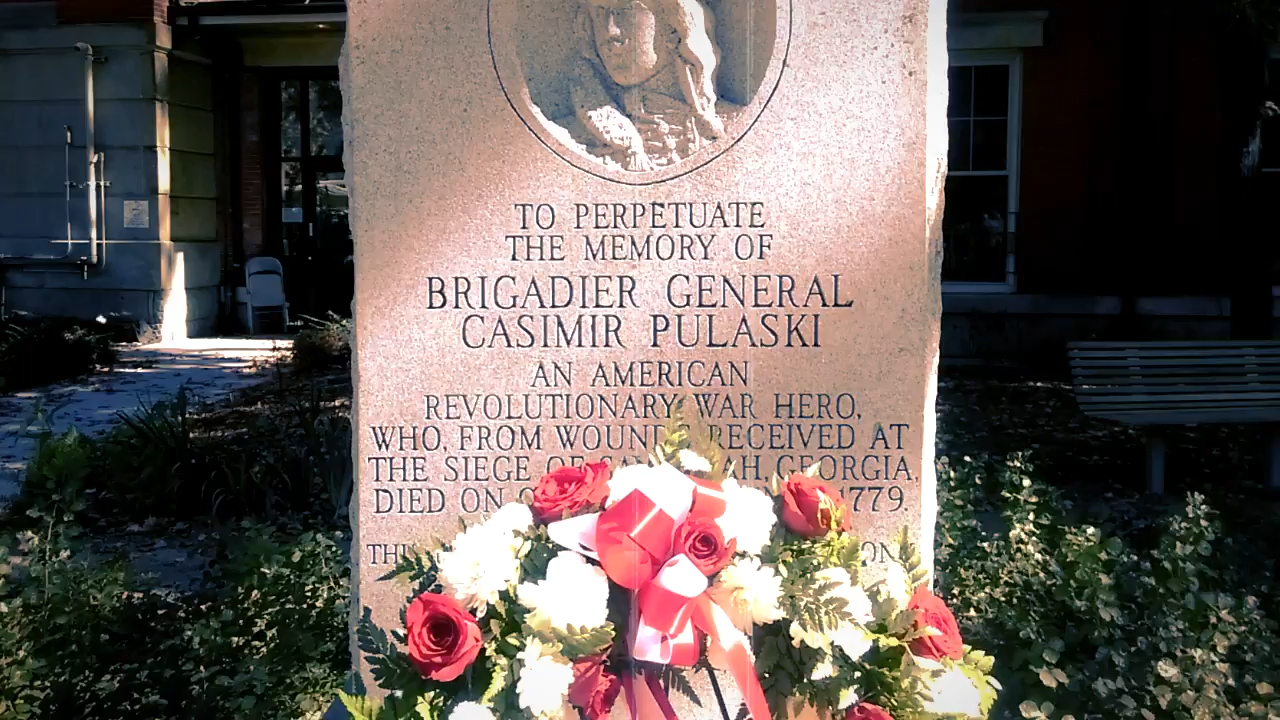 TO PERPETUATE
THE MEMORY OF
BRIGADIER GENERAL
CASIMIR PULASKI
AN AMERICAN
REVOLUTIONARY WAR HERO,
WHO, FROM RECEIVED AT
THE SIEGE OF GEORGIA,
DIED ON 1779.